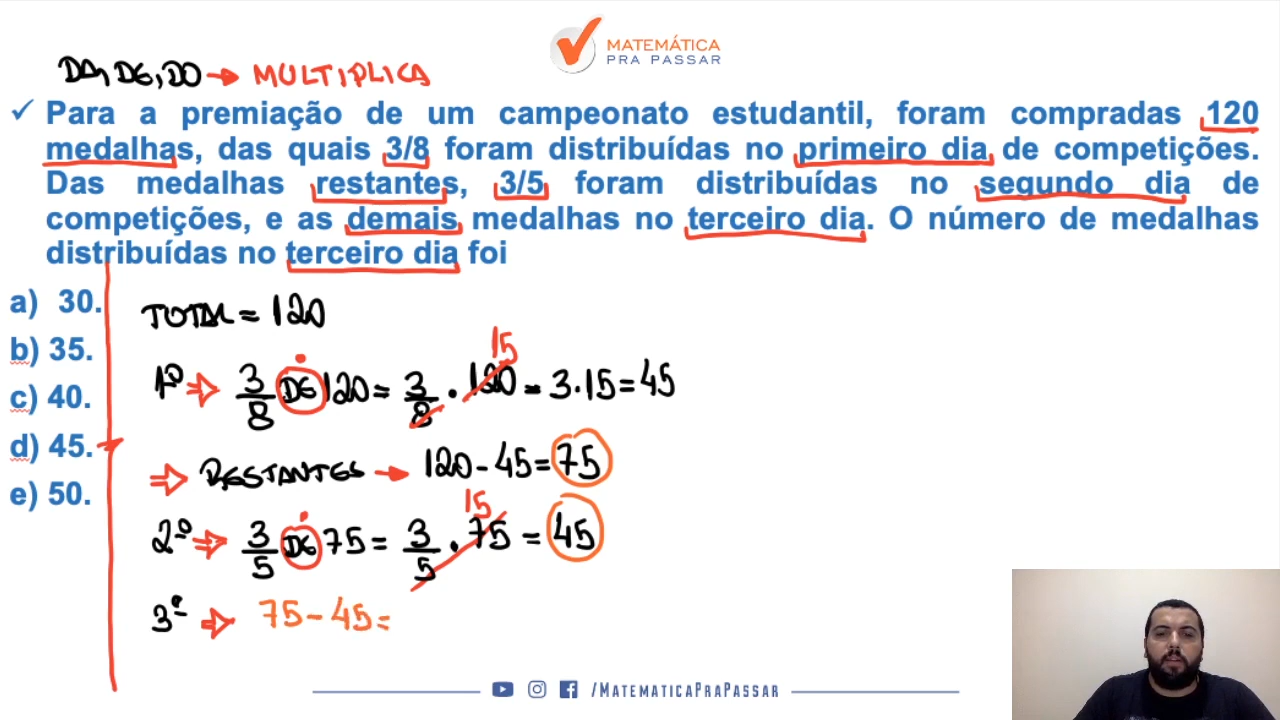 MATEMÁTICA
PRA PASSAR
DA, DE, DO → MULTIPLICA
✓ Para a premiação de um campeonato estudantil, foram compradas 120
medalhas, das quais 3/8 foram distribuídas no primeiro dia de competições.
Das medalhas restantes, 3/5 foram distribuídas no segundo dia de
competições, e as demais medalhas no terceiro dia. O número de medalhas
distribuídas no terceiro dia foi
a) 30.
b) 35.
c) 40.
d) 45.
e) 50.
TOTAL = 120
1º ⇒ 3/8 DE 120 = 3/8 · 120 = 3 · 15 = 45
15
⇒ RESTANTES → 120 - 45 = 75
2º ⇒ 3/5 DE 75 = 3/5 · 75 = 45
15
3º ⇒ 75 - 45 =
/MATEMATICAPRAPASSAR